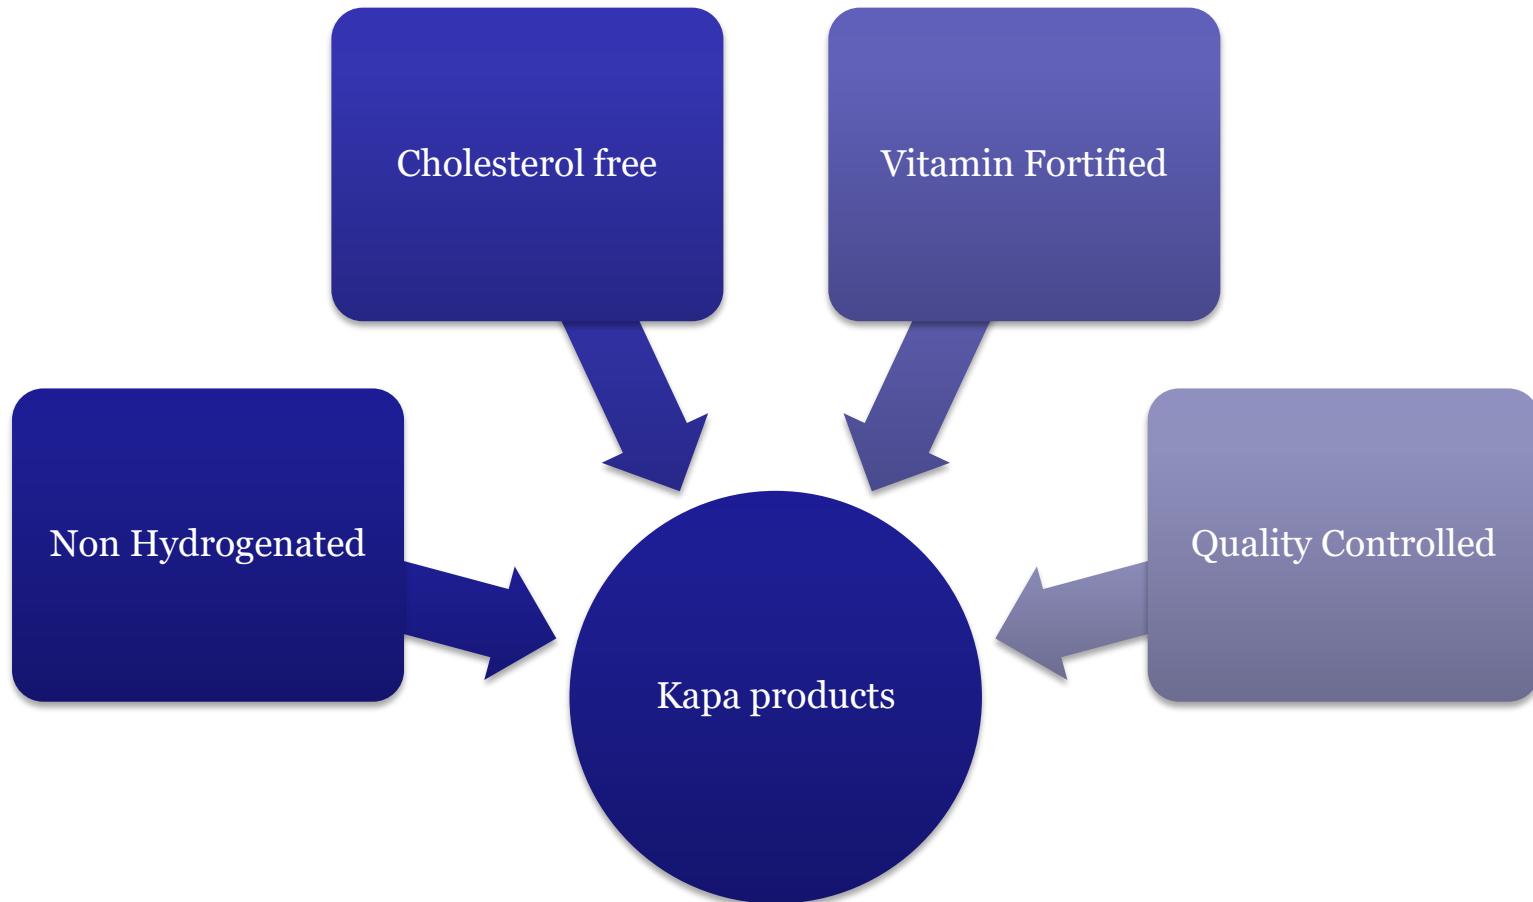 Cholesterol free
Vitamin Fortified
Non Hydrogenated
Quality Controlled
Kapa products